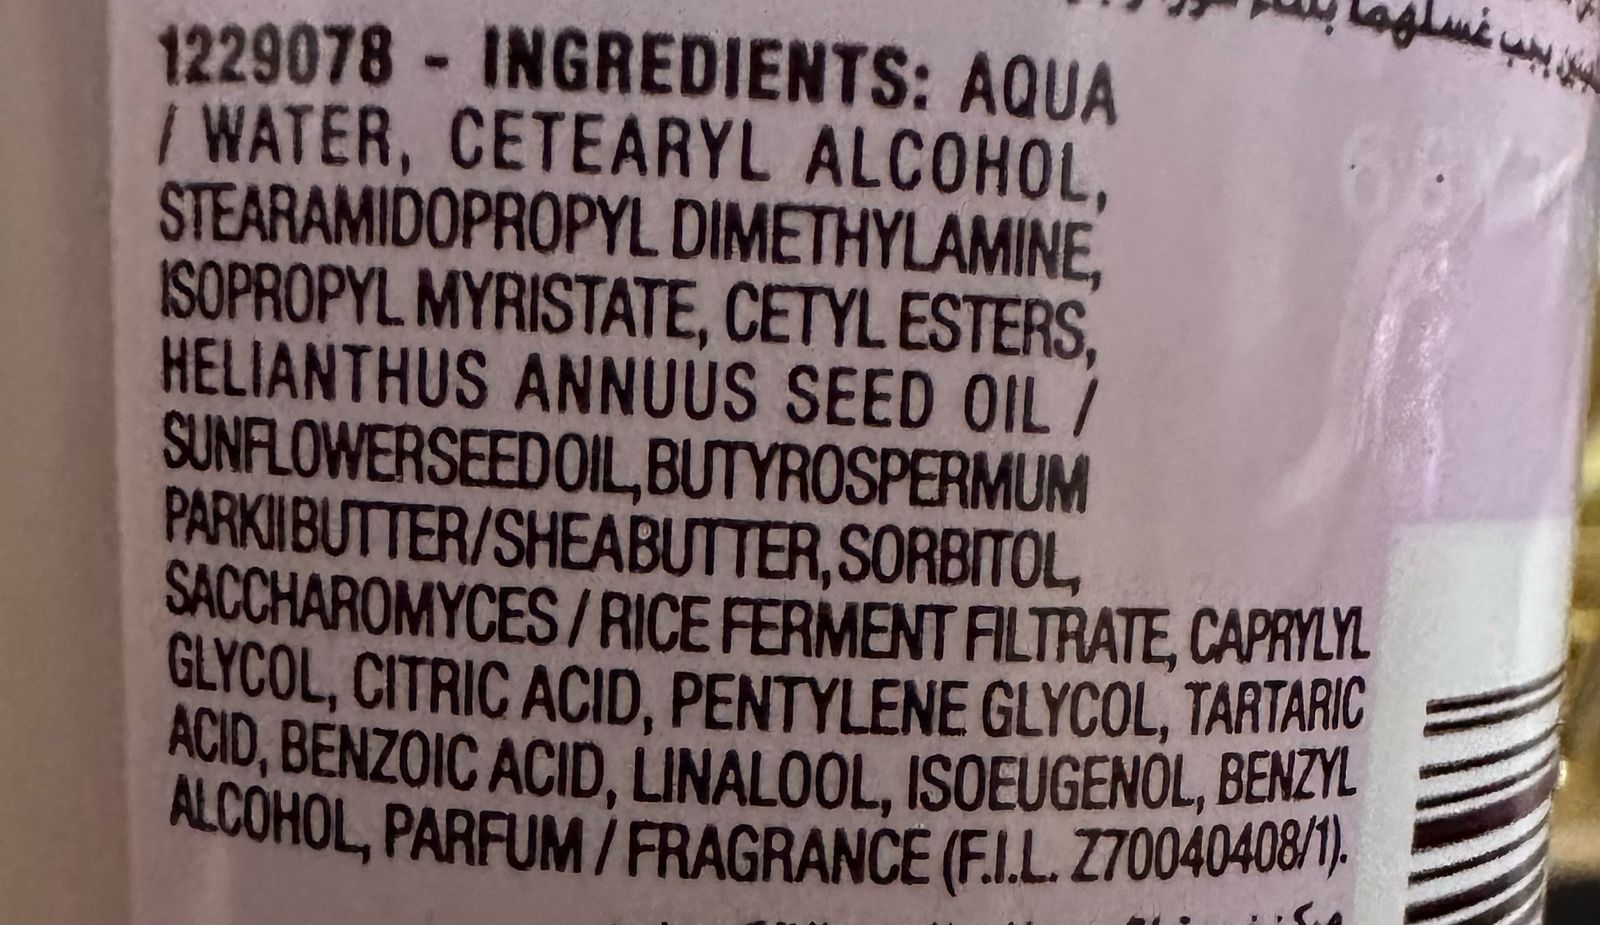 1229078 - INGREDIENTS: AQUA
/ WATER, CETEARYL ALCOHOL,
STEARAMIDOPROPYL DIMETHYLAMINE,
ISOPROPYL MYRISTATE, CETYL ESTERS,
HELIANTHUS ANNUUS SEED OIL /
SUNFLOWER SEED OIL, BUTYROSPERMUM
PARKII BUTTER / SHEA BUTTER, SORBITOL,
SACCHAROMYCES / RICE FERMENT FILTRATE, CAPRYLYL
GLYCOL, CITRIC ACID, PENTYLENE GLYCOL, TARTARIC
ACID, BENZOIC ACID, LINALOOL, ISOEUGENOL, BENZYL
ALCOHOL, PARFUM / FRAGRANCE (F.I.L. Z70040408/1).